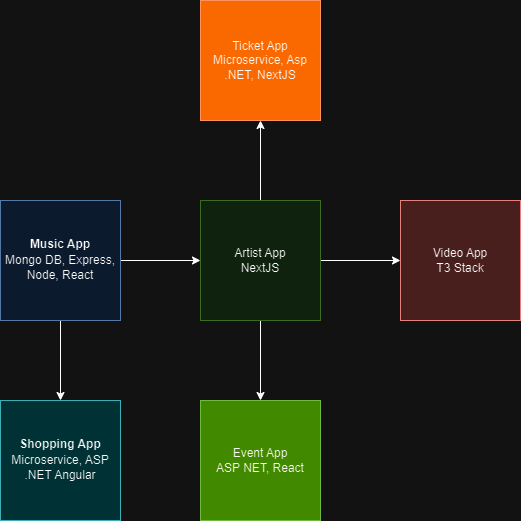 Ticket App
Microservice, Asp
.NET, NextJS
Music App
Mongo DB, Express,
Node, React
Artist App
NextJS
Video App
T3 Stack
Shopping App
Microservice, ASP
.NET Angular
Event App
ASP NET, React